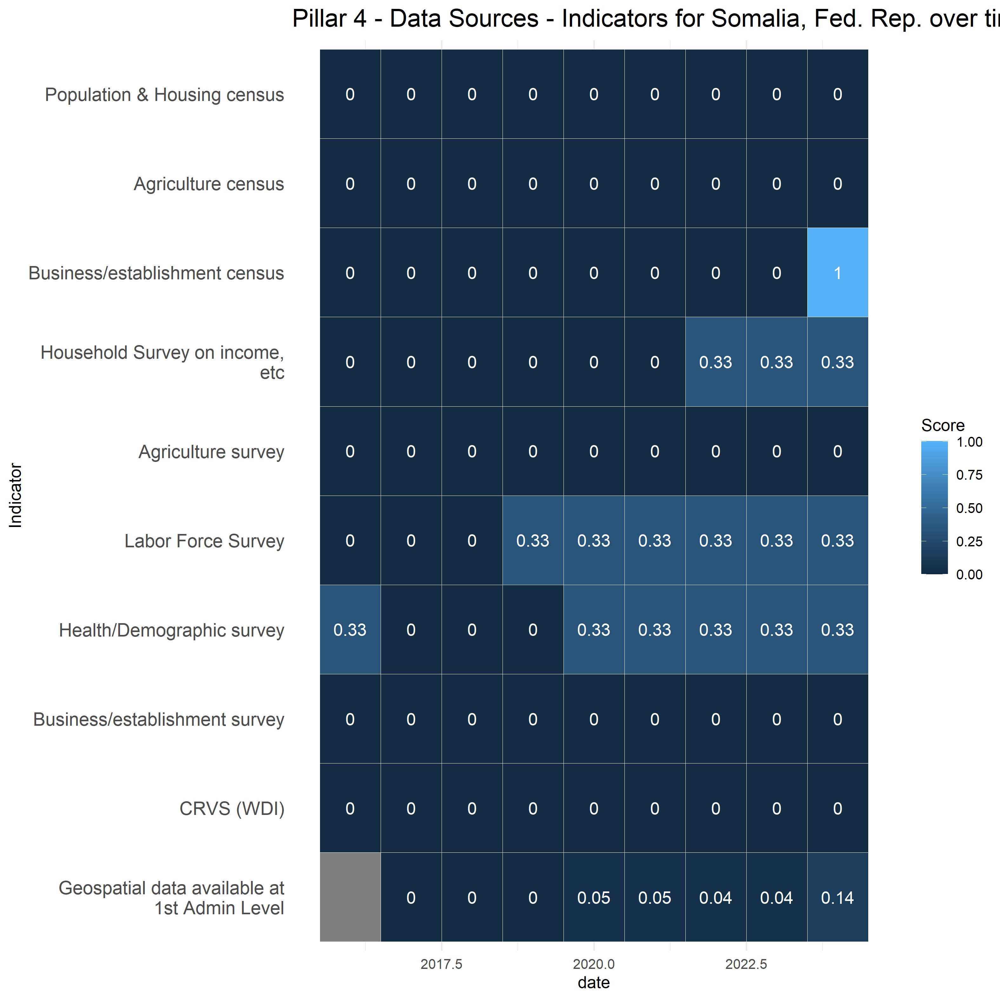 Pillar 4 - Data Sources - Indicators for Somalia, Fed. Rep. over
Population & Housing census 0 0 0 0 0 0 0 0 0
Agriculture census 0 0 0 0 0 0 0 0 0
Business/establishment census 0 0 0 0 0 0 0 0 1
Household Survey on income,
etc 0 0 0 0 0 0 0.33 0.33 0.33
Agriculture survey 0 0 0 0 0 0 0 0 0
Labor Force Survey 0 0 0 0.33 0.33 0.33 0.33 0.33 0.33
Health/Demographic survey 0.33 0 0 0 0.33 0.33 0.33 0.33 0.33
Business/establishment survey 0 0 0 0 0 0 0 0 0
CRVS (WDI) 0 0 0 0 0 0 0 0 0
Geospatial data available at
1st Admin Level 0 0 0 0.05 0.05 0.04 0.04 0.14
2017.5 2020.0 2022.5
date
Indicator
Score
1.00
0.75
0.50
0.25
0.00